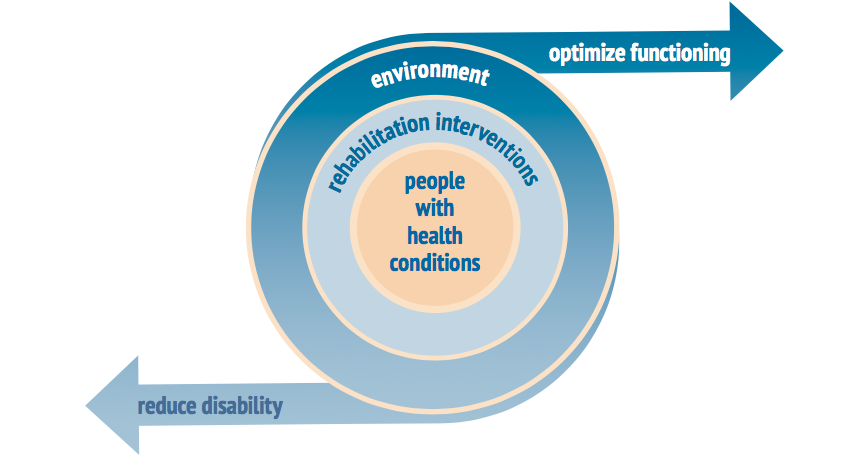 optimize functioning
environment
rehabilitation interventions
people
with
health
conditions
reduce disability